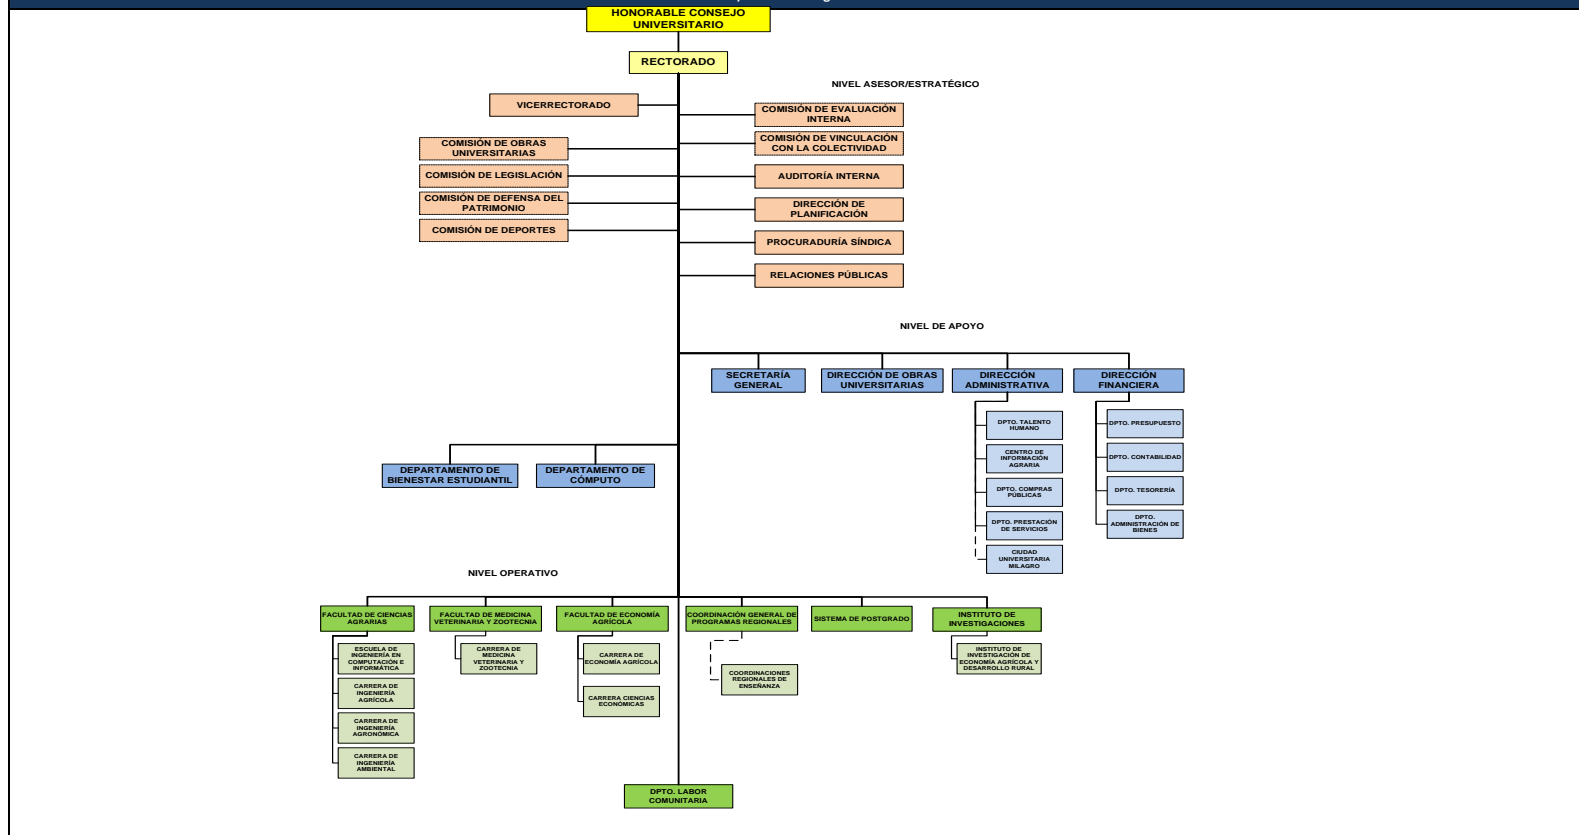 HONORABLE CONSEJO
UNIVERSITARIO
RECTORADO
NIVEL ASESOR/ESTRATÉGICO
VICERRECTORADO
COMISIÓN DE EVALUACIÓN
INTERNA
COMISIÓN DE OBRAS
UNIVERSITARIAS
COMISIÓN DE VINCULACIÓN
CON LA COLECTIVIDAD
COMISIÓN DE LEGISLACIÓN
AUDITORÍA INTERNA
COMISIÓN DE DEFENSA DEL
PATRIMONIO
DIRECCIÓN DE
PLANIFICACIÓN
COMISIÓN DE DEPORTES
PROCURADURÍA SÍNDICA
RELACIONES PÚBLICAS
NIVEL DE APOYO
SECRETARÍA
GENERAL
DIRECCIÓN DE OBRAS
UNIVERSITARIAS
DIRECCIÓN
ADMINISTRATIVA
DIRECCIÓN
FINANCIERA
DPTO. TALENTO
HUMANO
CENTRO DE
INFORMACIÓN
AGRARIA
DPTO. COMPRAS
PÚBLICAS
DPTO. PRESTACIÓN
DE SERVICIOS
CIUDAD
UNIVERSITARIA
MILAGRO
DPTO. PRESUPUESTO
DPTO. CONTABILIDAD
DPTO. TESORERÍA
DPTO.
ADMINISTRACIÓN DE
BIENES
DEPARTAMENTO DE
BIENESTAR ESTUDIANTIL
DEPARTAMENTO DE
CÓMPUTO
NIVEL OPERATIVO
FACULTAD DE CIENCIAS
AGRARIAS
FACULTAD DE MEDICINA
VETERINARIA Y ZOOTECNIA
FACULTAD DE ECONOMÍA
AGRÍCOLA
COORDINACIÓN GENERAL DE
PROGRAMAS REGIONALES
SISTEMA DE POSTGRADO
INSTITUTO DE
INVESTIGACIONES
ESCUELA DE
INGENIERÍA EN
COMPUTACIÓN E
INFORMÁTICA
CARRERA DE
INGENIERÍA
AGRÍCOLA
CARRERA DE
INGENIERÍA
AGRONÓMICA
CARRERA DE
INGENIERÍA
AMBIENTAL
CARRERA DE
MEDICINA
VETERINARIA Y
ZOOTECNIA
CARRERA DE
ECONOMÍA AGRÍCOLA
CARRERA CIENCIAS
ECONÓMICAS
COORDINACIONES
REGIONALES DE
ENSEÑANZA
INSTITUTO DE
INVESTIGACIÓN DE
ECONOMÍA AGRÍCOLA Y
DESARROLLO RURAL
DPTO. LABOR
COMUNITARIA